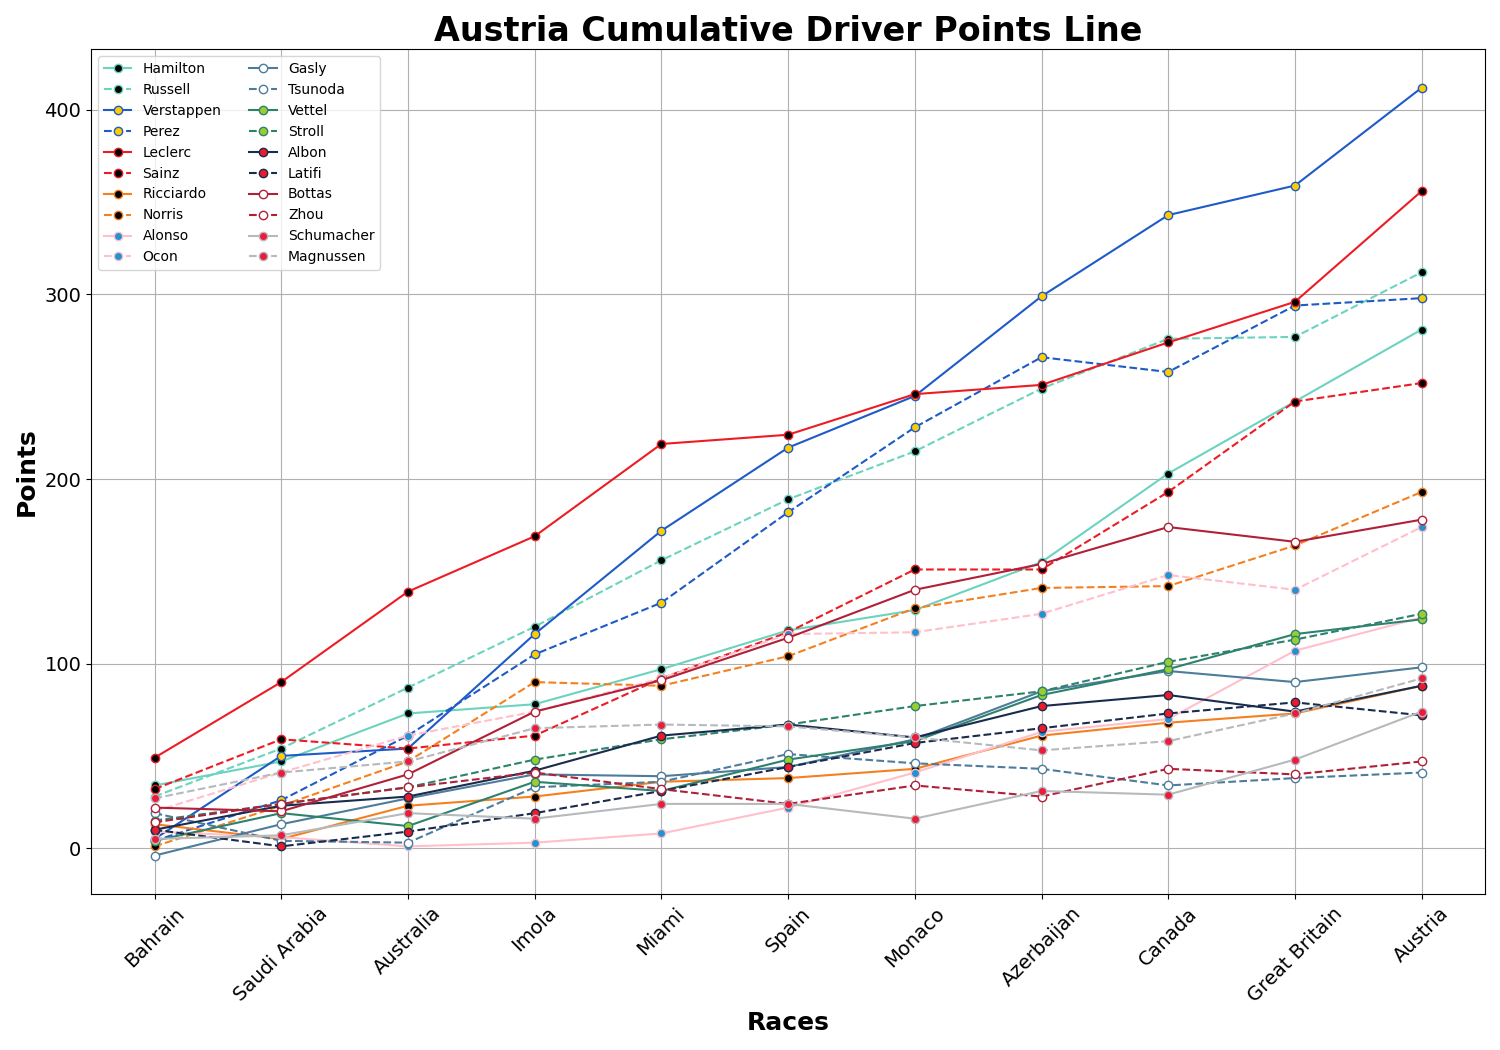 Austria Cumulative Driver Points Line
Hamilton
Russell
Verstappen
Perez
Leclerc
Sainz
Ricciardo
Norris
Alonso
Ocon
Gasly
Tsunoda
Vettel
Stroll
Albon
Latifi
Bottas
Zhou
Schumacher
Magnussen
Points
400
300
200
100
0
Bahrain
Saudi Arabia
Australia
Imola
Miami
Spain
Monaco
Azerbaijan
Canada
Great Britain
Austria
Races